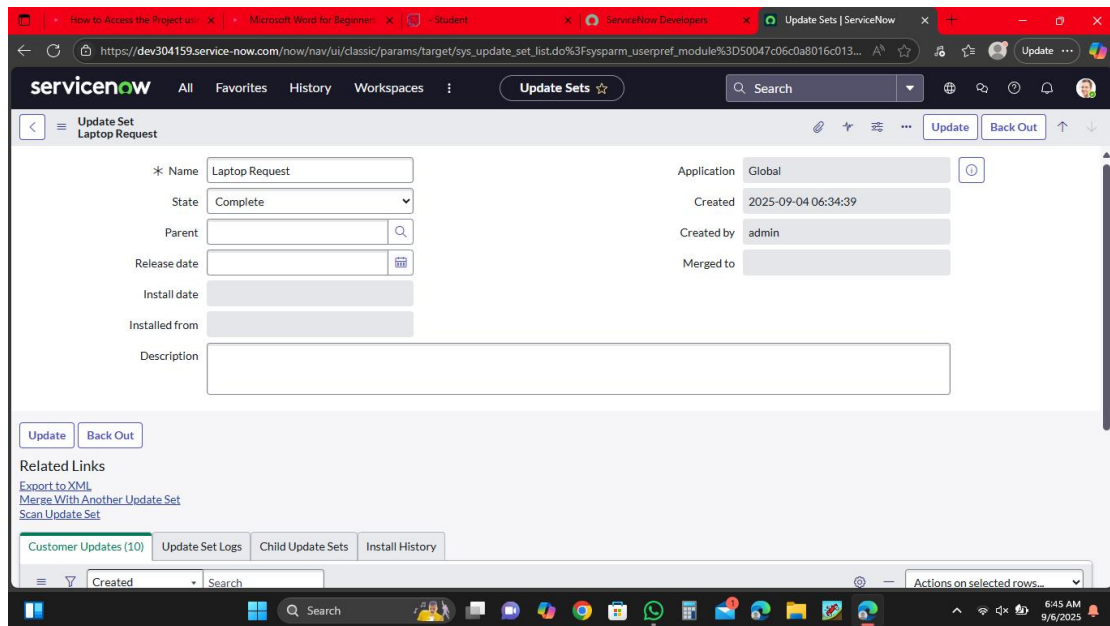 How to Access the Project usi
Microsoft Word for Beginner
- Student
ServiceNow Developers
Update Sets | ServiceNow
https://dev304159.service-now.com/now/nav/ui/classic/params/target/sys_update_set_list.do%3Fsysparm_userpref_module%3D50047c06c0a8016c013...
Update
servicenow All Favorites History Workspaces Update Sets Search
Update Set
Laptop Request
Update Back Out
Name Laptop Request
Application Global
State Complete
Created 2025-09-04 06:34:39
Parent
Created by admin
Release date
Merged to
Install date
Installed from
Description
Update Back Out
Related Links
Export to XML
Merge With Another Update Set
Scan Update Set
Customer Updates (10) Update Set Logs Child Update Sets Install History
Created Search Actions on selected rows...
Search
6:45 AM
9/6/2025